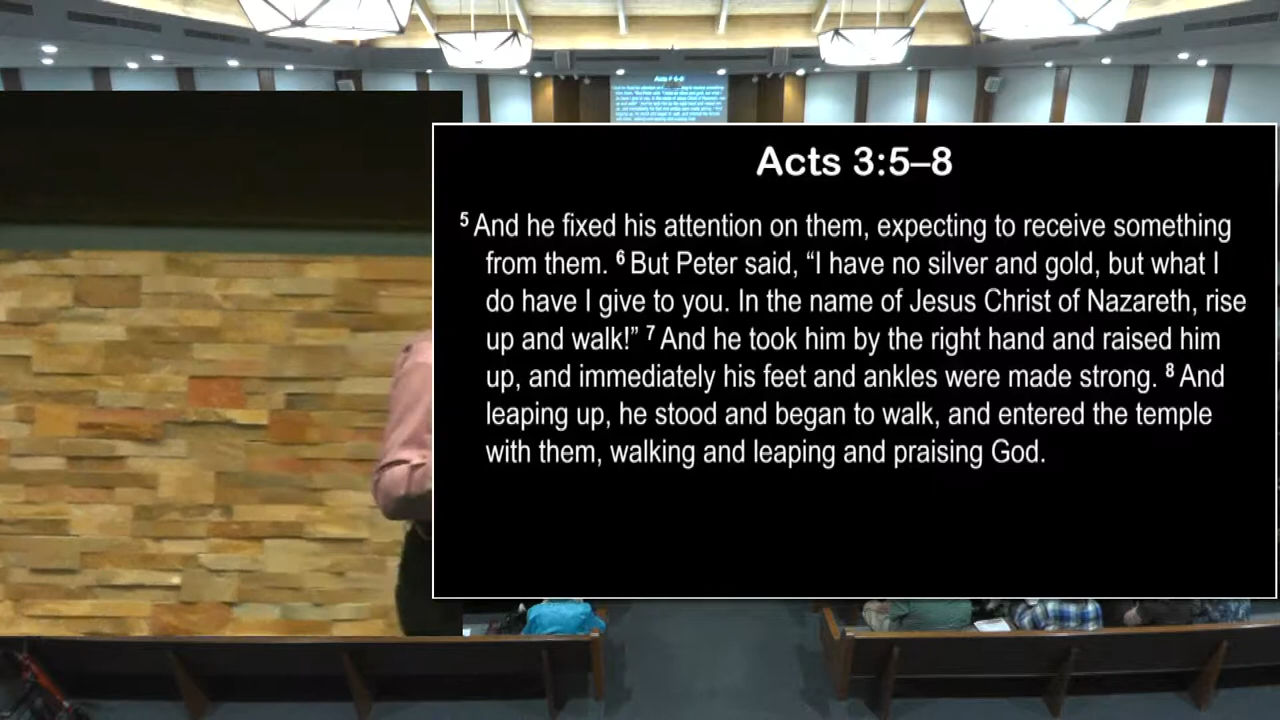 Acts 3:5–8
5 And he fixed his attention on them, expecting to receive something
from them. 6 But Peter said, “I have no silver and gold, but what I
do have I give to you. In the name of Jesus Christ of Nazareth, rise
up and walk!” 7 And he took him by the right hand and raised him
up, and immediately his feet and ankles were made strong. 8 And
leaping up, he stood and began to walk, and entered the temple
with them, walking and leaping and praising God.